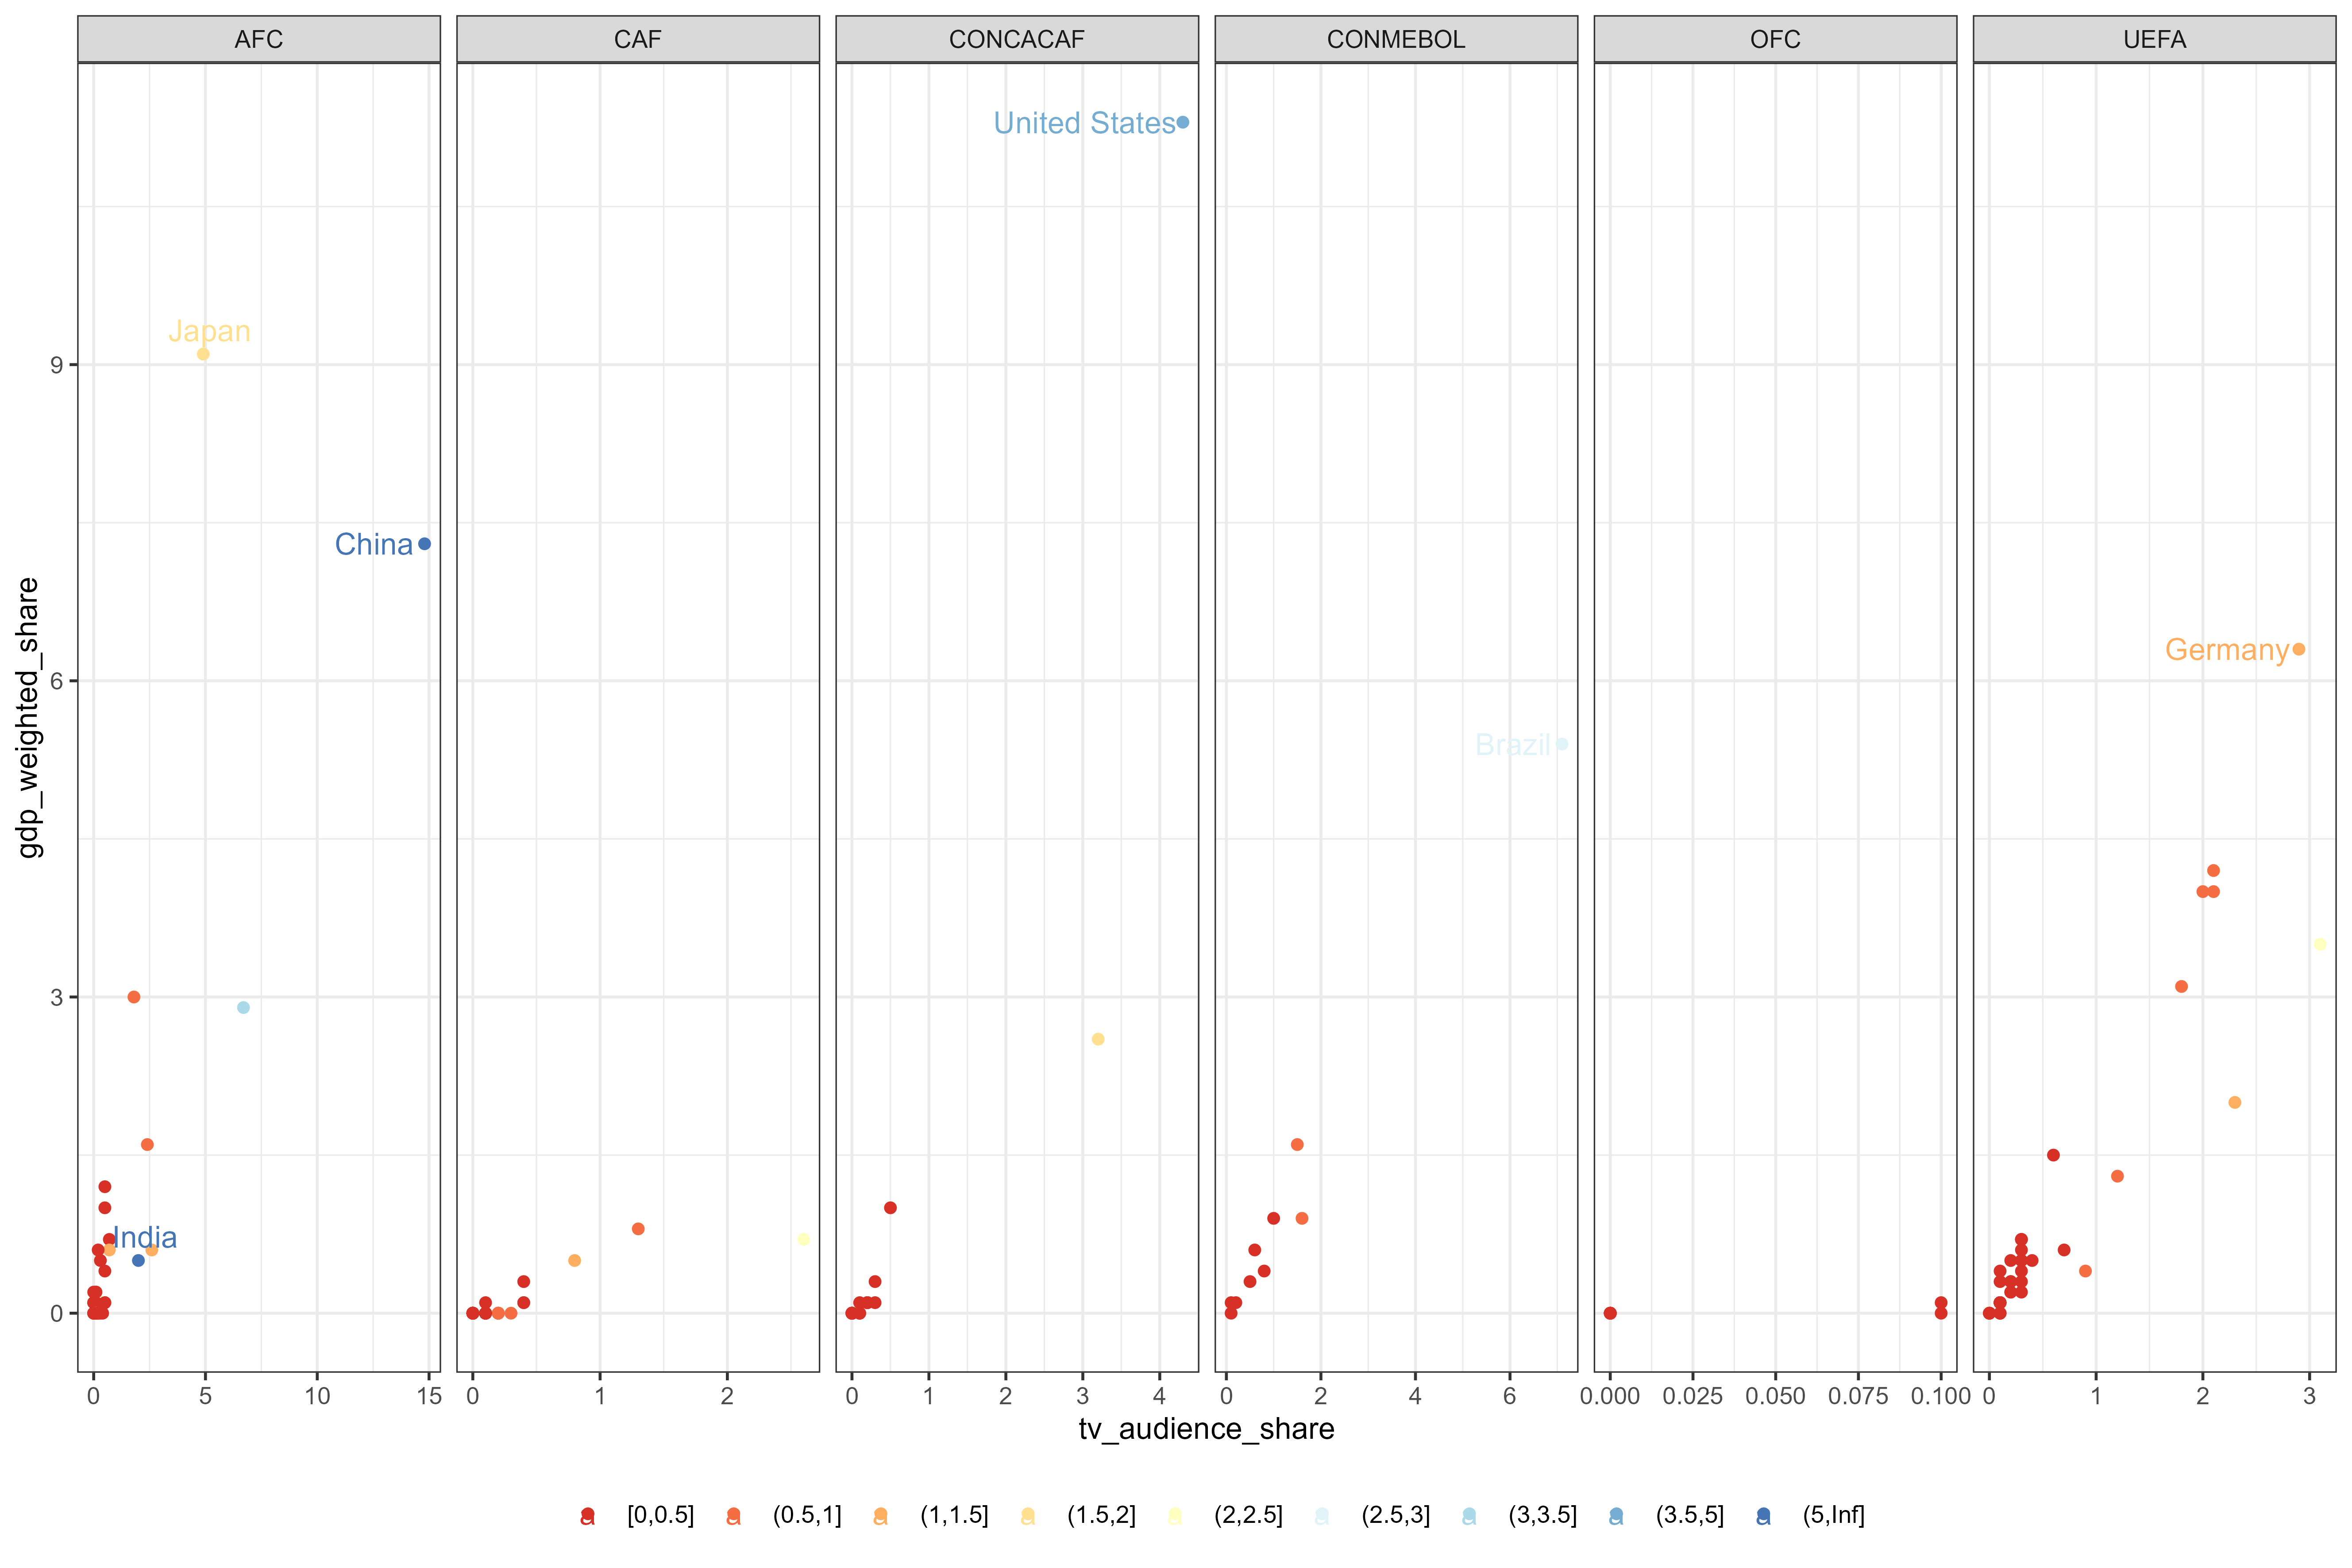 AFC CAF CONCACAF CONMEBOL OFC UEFA
United States
Japan
9
China
gdp_weighted_share
Germany
6
Brazil
3
India
0
0 5 10 15 0 1 2 0 1 2 3 4 0 2 4 6 0.000 0.025 0.050 0.075 0.100 0 1 2 3
tv_audience_share
a [0,0.5] a (0.5,1] a (1,1.5] a (1.5,2] a (2,2.5] a (2.5,3] a (3,3.5] a (3.5,5] a (5,Inf]